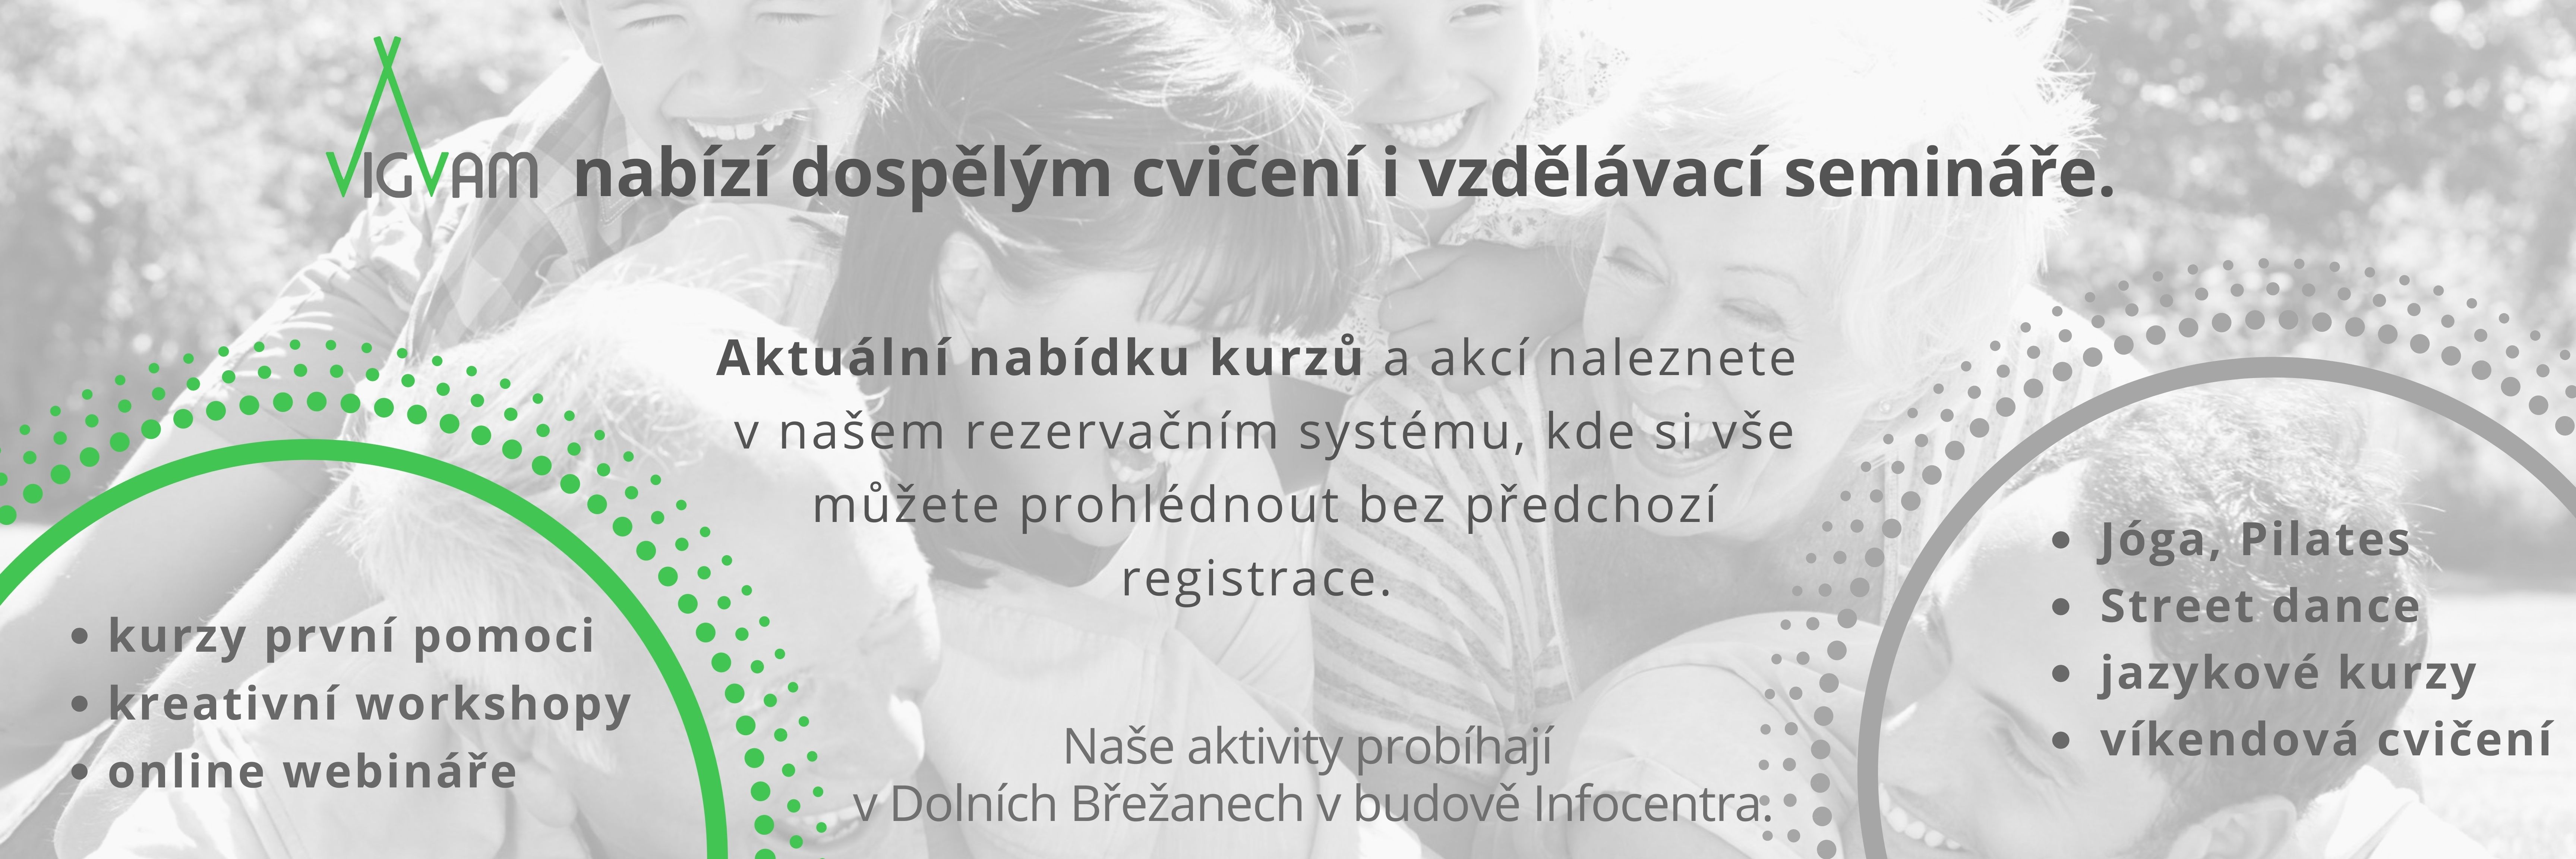 VIGVAM nabízí dospělým cvičení i vzdělávací semináře.
Aktuální nabídku kurzů a akcí naleznete
v našem rezervačním systému, kde si vše
můžete prohlédnout bez předchozí
registrace.
• kurzy první pomoci
• kreativní workshopy
• online webináře
• Jóga, Pilates
• Street dance
• jazykové kurzy
• víkendová cvičení
Naše aktivity probíhají
v Dolních Břežanech v budově Infocentra.